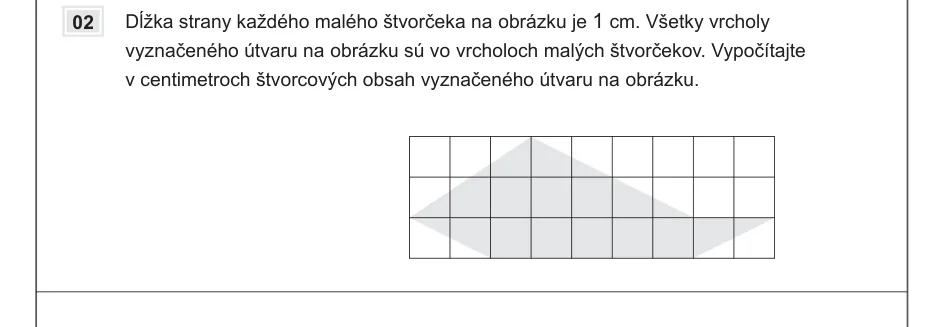 02 Dĺžka strany každého malého štvorčeka na obrázku je 1 cm. Všetky vrcholy
vyznačeného útvaru na obrázku sú vo vrcholoch malých štvorčekov. Vypočítajte
v centimetroch štvorcových obsah vyznačeného útvaru na obrázku.